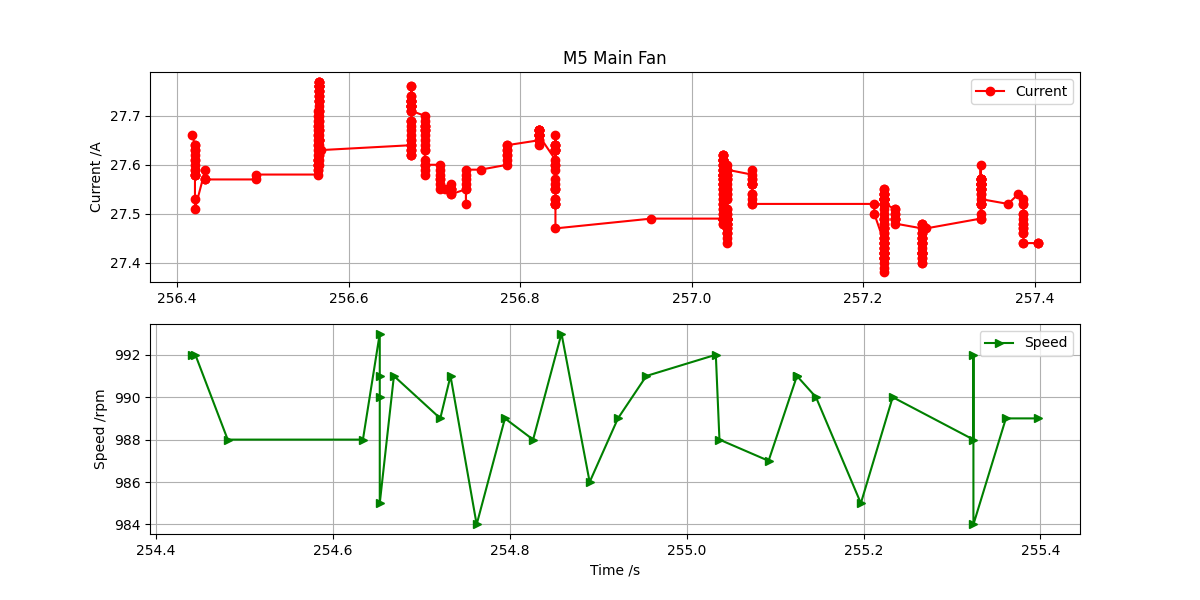 M5 Main Fan
Current /A
27.7
27.6
27.5
27.4
Current
256.4 256.6 256.8 257.0 257.2 257.4
Speed /rpm
992
990
988
986
984
Speed
254.4 254.6 254.8 255.0 255.2 255.4
Time /s